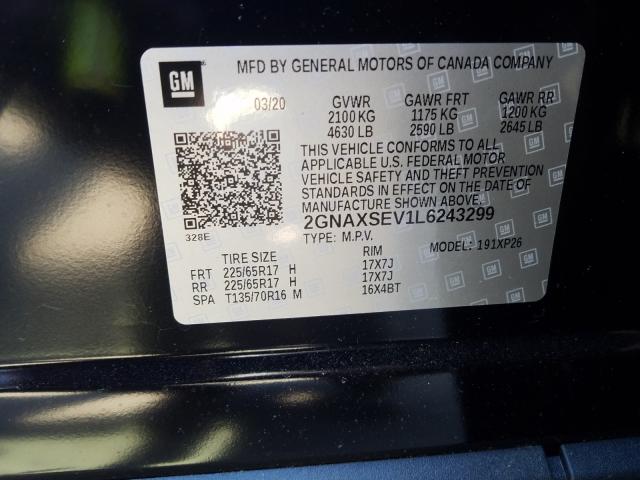 GM
MFD BY GENERAL MOTORS OF CANADA COMPANY
03/20 GVWR GAWR FRT GAWR RR
2100 KG 1175 KG 1200 KG
4630 LB 2590 LB 2645 LB
THIS VEHICLE CONFORMS TO ALL
APPLICABLE U.S. FEDERAL MOTOR
VEHICLE SAFETY AND THEFT PREVENTION
STANDARDS IN EFFECT ON THE DATE OF
MANUFACTURE SHOWN ABOVE.
328E
2GNAXSEV1L6243299
TYPE: M.P.V. MODEL: 191XP26
TIRE SIZE RIM
FRT 225/65R17 H 17X7J
RR 225/65R17 H 17X7J
SPA T135/70R16 M 16X4BT